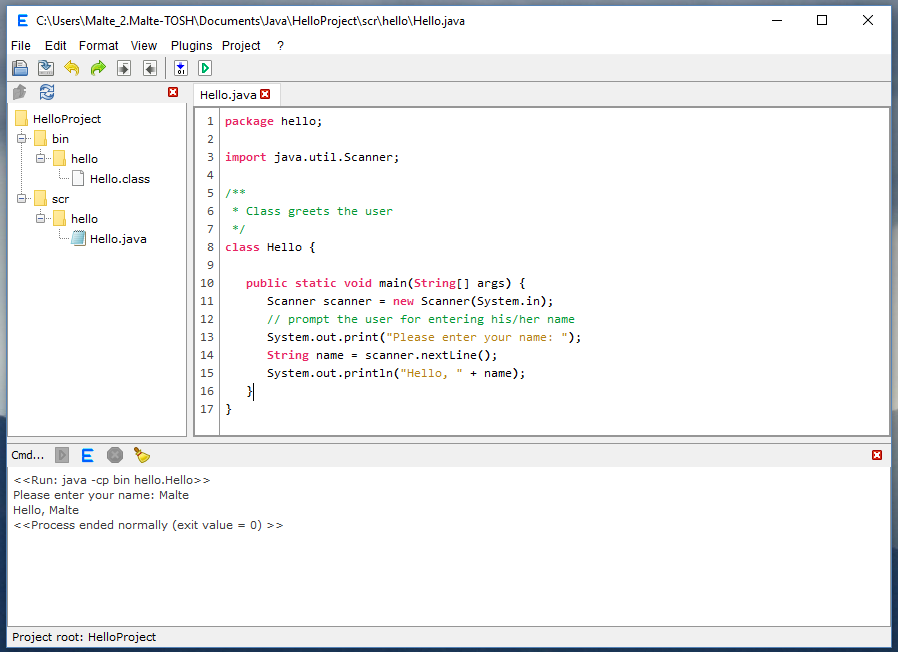 E C:\Users\Malte_2.Malte-TOSH\Documents\Java\HelloProject\scr\hello\Hello.java
File Edit Format View Plugins Project ?
Hello.java
HelloProject
bin
hello
Hello.class
scr
hello
Hello.java
1 package hello;
2
3 import java.util.Scanner;
4
5 /**
6 * Class greets the user
7 */
8 class Hello {
9
10 public static void main(String[] args) {
11 Scanner scanner = new Scanner(System.in);
12 // prompt the user for entering his/her name
13 System.out.print("Please enter your name: ");
14 String name = scanner.nextLine();
15 System.out.println("Hello, " + name);
16 }
17 }
Cmd... E
<<Run: java -cp bin hello.Hello>>
Please enter your name: Malte
Hello, Malte
<<Process ended normally (exit value = 0) >>
Project root: HelloProject